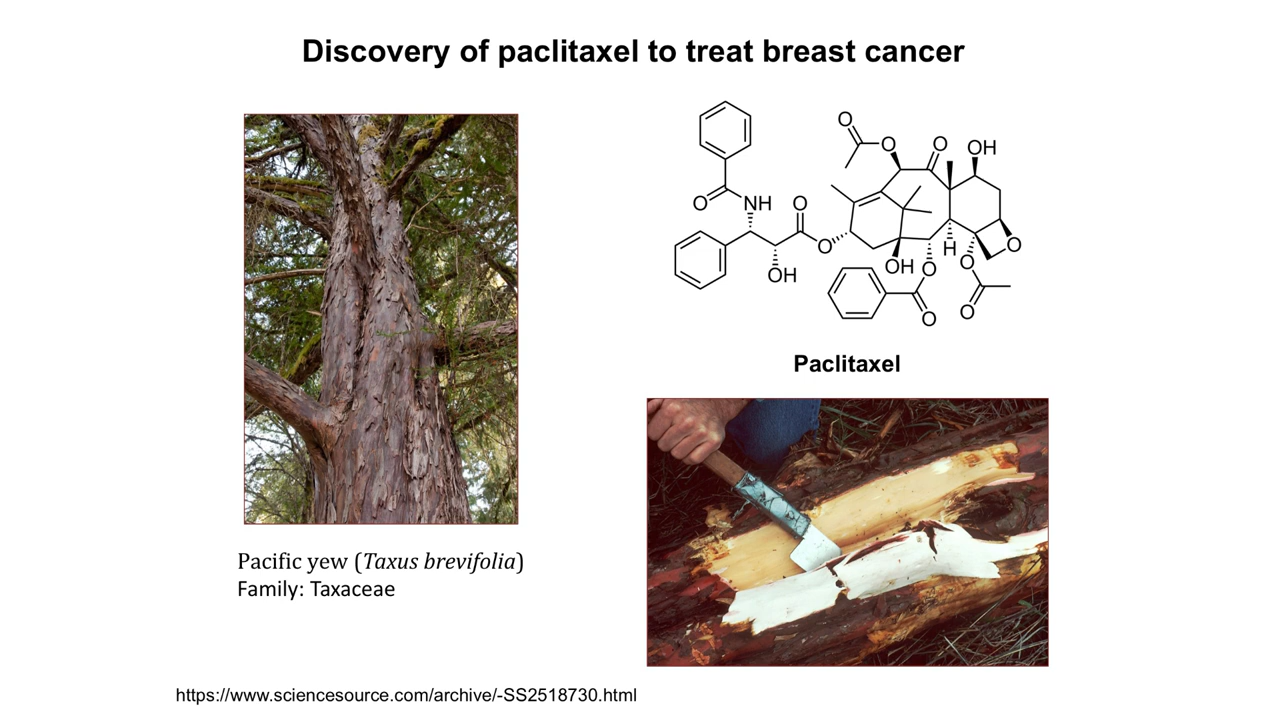 Discovery of paclitaxel to treat breast cancer
O
O
O
OH
O
NH
O
O
O
H
O
OH
OH
O
O
O
O
Paclitaxel
Pacific yew (Taxus brevifolia)
Family: Taxaceae
https://www.sciencesource.com/archive/-SS2518730.html